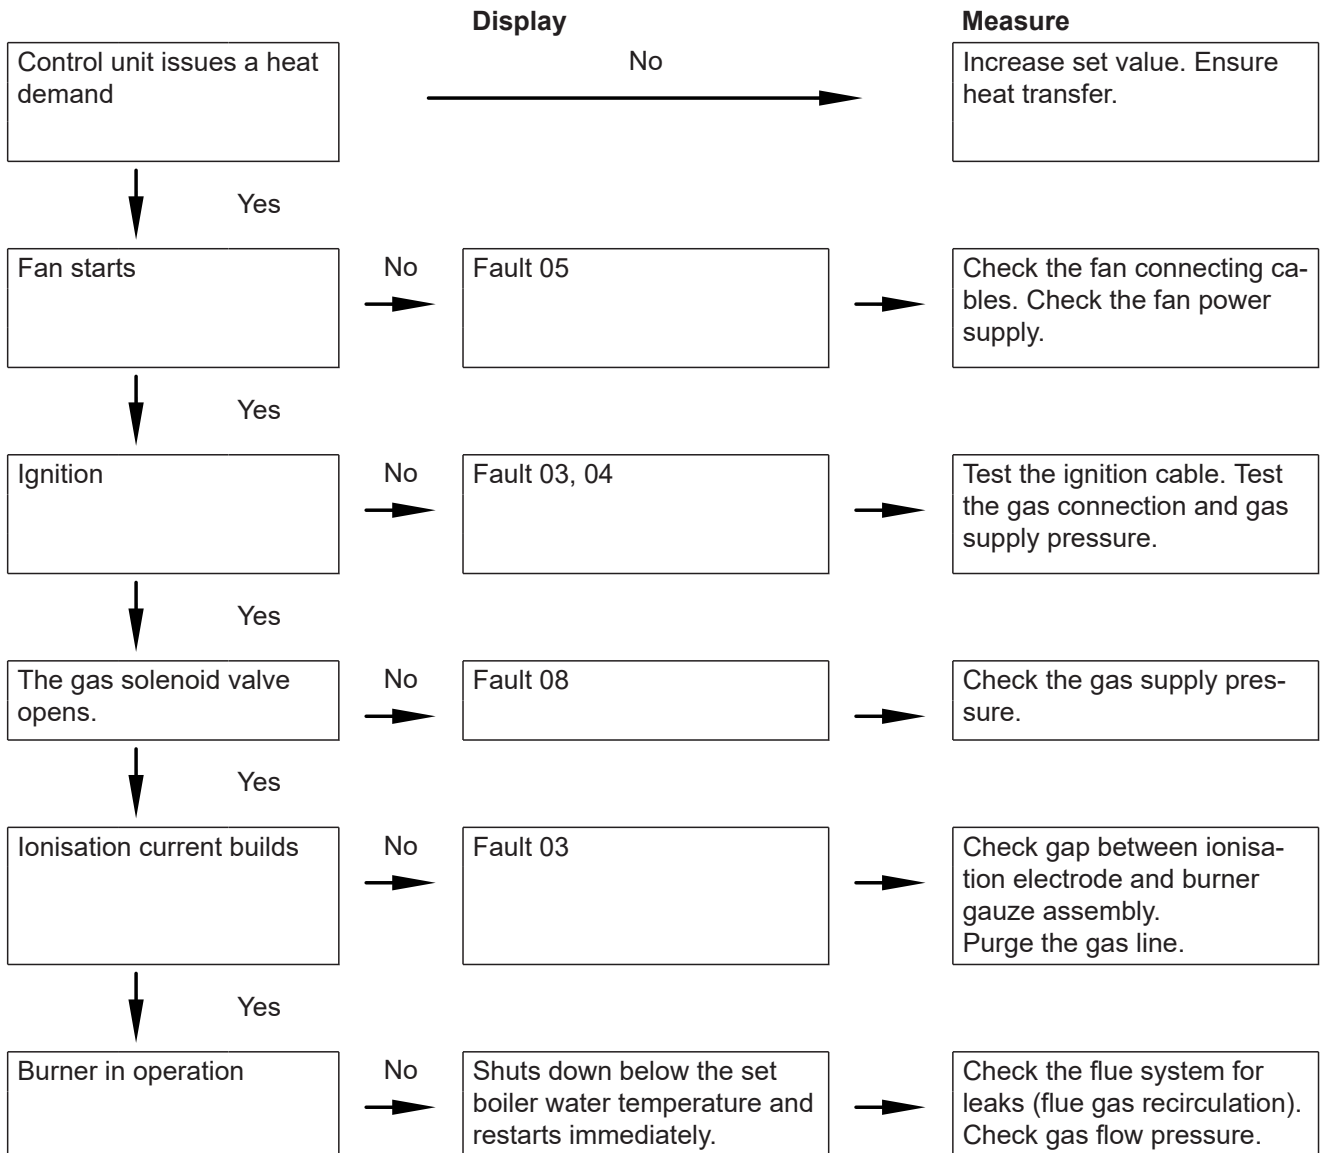 Display
Measure
Control unit issues a heat
demand
No
Increase set value. Ensure
heat transfer.
Yes
Fan starts
No
Fault 05
Check the fan connecting ca-
bles. Check the fan power
supply.
Yes
Ignition
No
Fault 03, 04
Test the ignition cable. Test
the gas connection and gas
supply pressure.
Yes
The gas solenoid valve
opens.
No
Fault 08
Check the gas supply pres-
sure.
Yes
Ionisation current builds
No
Fault 03
Check gap between ionisa-
tion electrode and burner
gauze assembly.
Purge the gas line.
Yes
Burner in operation
No
Shuts down below the set
boiler water temperature and
restarts immediately.
Check the flue system for
leaks (flue gas recirculation).
Check gas flow pressure.